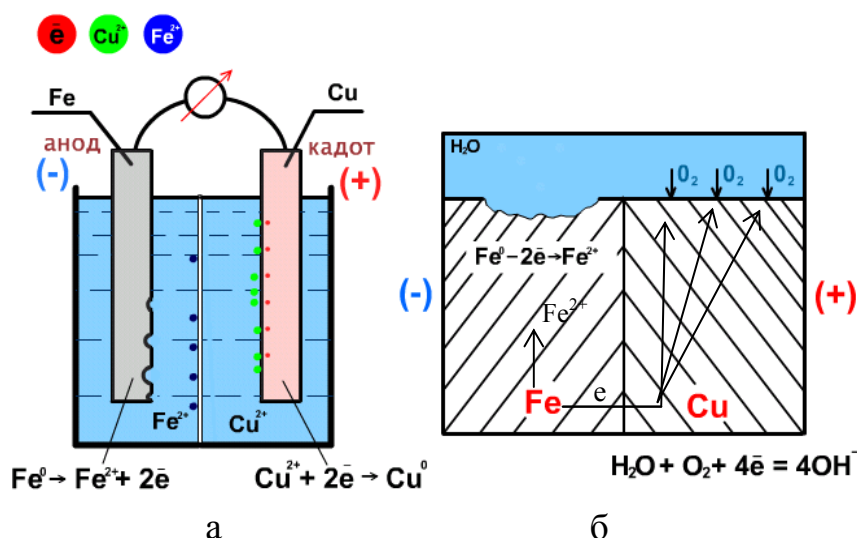 ē Cu²⁺ Fe²⁺
Fe Cu
анод кадот
(-) (+)
Fe²⁺ Cu²⁺
Fe⁰ → Fe²⁺+ 2ē Cu²⁺+ 2ē → Cu⁰
а
H₂O
O₂ O₂ O₂
Fe⁰ – 2ē → Fe²⁺
(-) (+)
Fe²⁺
Fe e Cu
H₂O + O₂ + 4ē = 4OH⁻
б